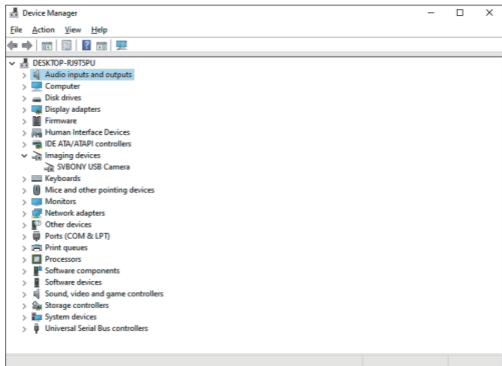 Device Manager
File Action View Help
DESKTOP-RJ9T5PU
Audio inputs and outputs
Computer
Disk drives
Display adapters
Firmware
Human Interface Devices
IDE ATA/ATAPI controllers
Imaging devices
SVBONY USB Camera
Keyboards
Mice and other pointing devices
Monitors
Network adapters
Other devices
Ports (COM & LPT)
Print queues
Processors
Software components
Software devices
Sound, video and game controllers
Storage controllers
System devices
Universal Serial Bus controllers